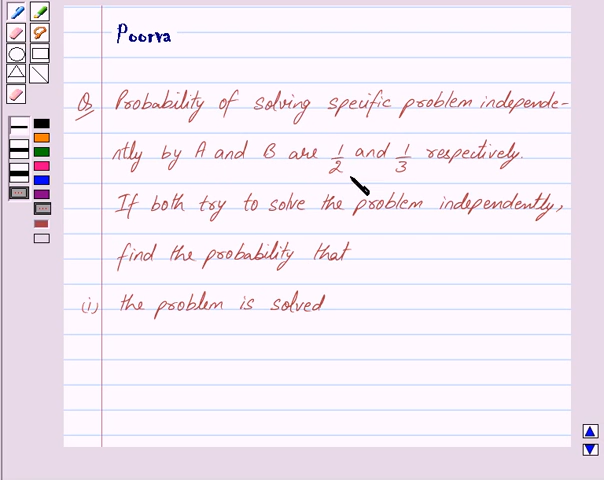 Poorva
Q Probability of solving specific problem independe-
ntly by A and B are 1/2 and 1/3 respectively.
If both try to solve the problem independently,
find the probability that
(i) the problem is solved